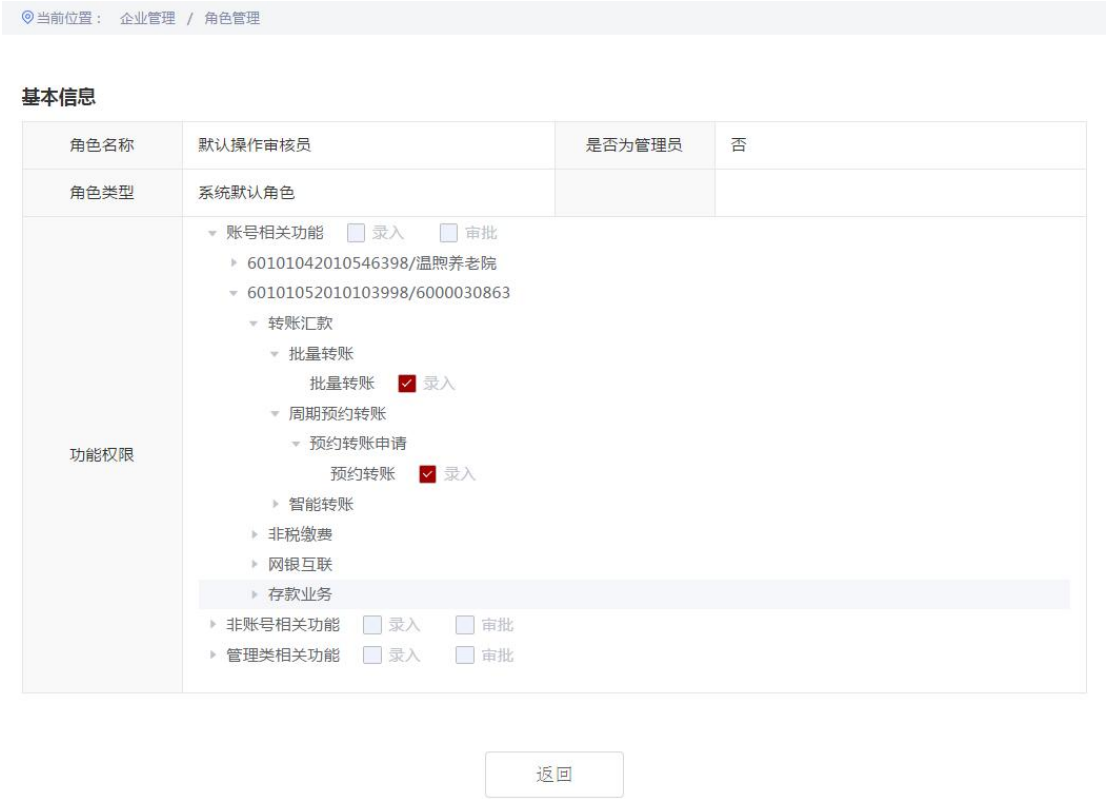 当前位置： 企业管理 / 角色管理
基本信息
角色名称 默认操作审核员 是否为管理员 否
角色类型 系统默认角色
账号相关功能 录入 审批
60101042010546398/温煦养老院
60101052010103998/6000030863
转账汇款
批量转账
批量转账 录入
周期预约转账
预约转账申请
功能权限
预约转账 录入
智能转账
非税缴费
网银互联
存款业务
非账号相关功能 录入 审批
管理类相关功能 录入 审批
返回